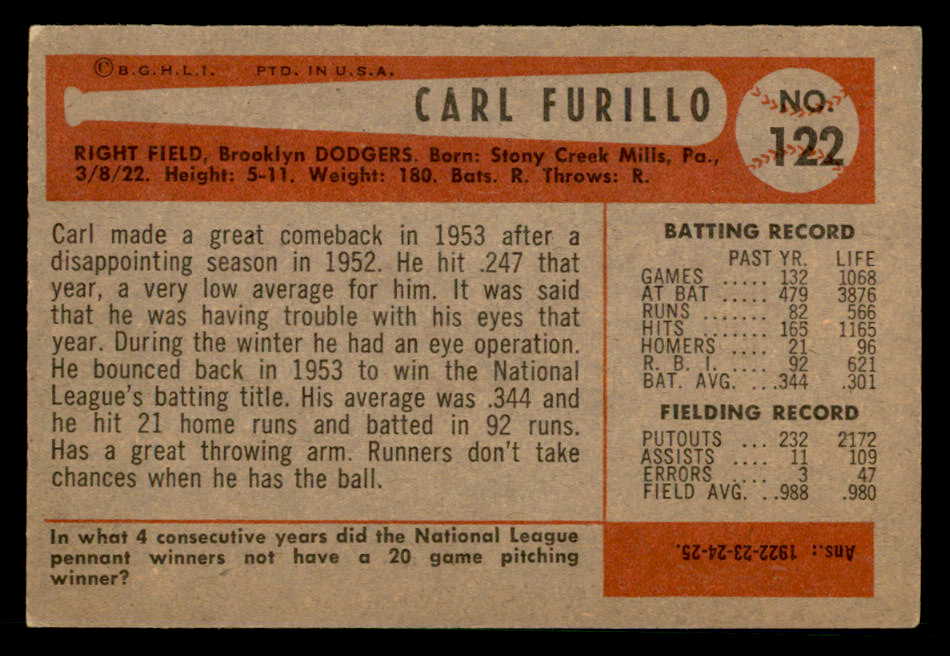 © B.G.H.L.I. PTD. IN U.S.A.
CARL FURILLO
NO.
122
RIGHT FIELD, Brooklyn DODGERS. Born: Stony Creek Mills, Pa.,
3/8/22. Height: 5-11. Weight: 180. Bats. R. Throws: R.
Carl made a great comeback in 1953 after a
disappointing season in 1952. He hit .247 that
year, a very low average for him. It was said
that he was having trouble with his eyes that
year. During the winter he had an eye operation.
He bounced back in 1953 to win the National
League's batting title. His average was .344 and
he hit 21 home runs and batted in 92 runs.
Has a great throwing arm. Runners don't take
chances when he has the ball.
BATTING RECORD
PAST YR. LIFE
GAMES ..... 132 1068
AT BAT ..... 479 3876
RUNS ...... 82 566
HITS ....... 165 1165
HOMERS .... 21 96
R. B. I. .... 92 621
BAT. AVG. ...344 .301
FIELDING RECORD
PUTOUTS ... 232 2172
ASSISTS .... 11 109
ERRORS .... 3 47
FIELD AVG. ..988 .980
In what 4 consecutive years did the National League
pennant winners not have a 20 game pitching
winner?
Ans.: 1922-23-24-25.